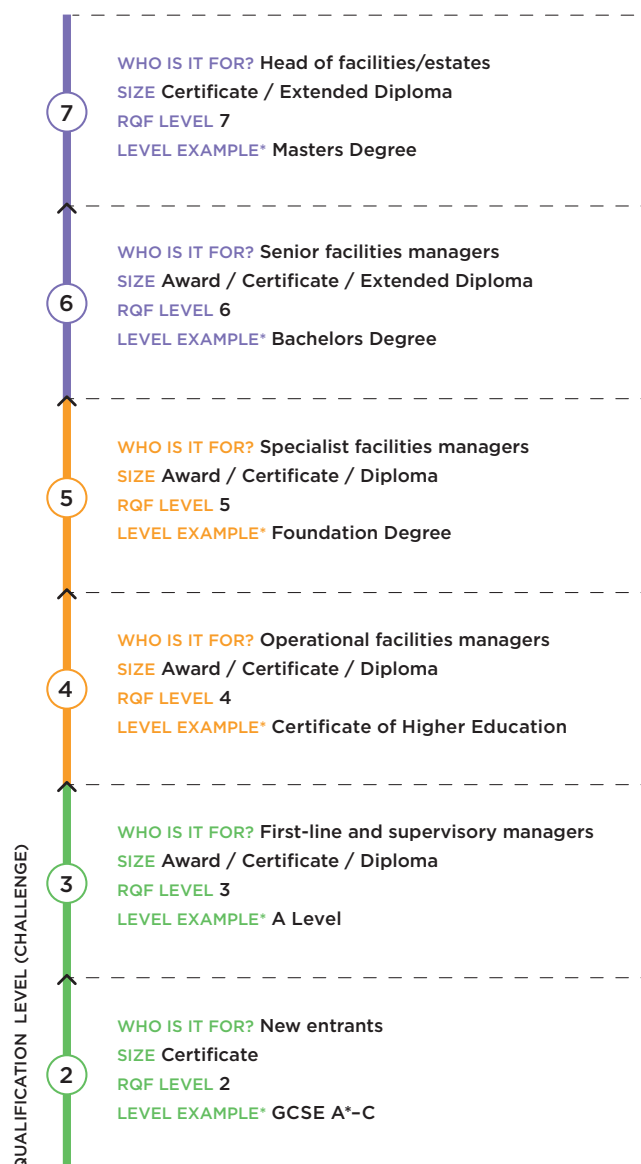 7
WHO IS IT FOR? Head of facilities/estates
SIZE Certificate / Extended Diploma
RQF LEVEL 7
LEVEL EXAMPLE* Masters Degree
6
WHO IS IT FOR? Senior facilities managers
SIZE Award / Certificate / Extended Diploma
RQF LEVEL 6
LEVEL EXAMPLE* Bachelors Degree
5
WHO IS IT FOR? Specialist facilities managers
SIZE Award / Certificate / Diploma
RQF LEVEL 5
LEVEL EXAMPLE* Foundation Degree
4
WHO IS IT FOR? Operational facilities managers
SIZE Award / Certificate / Diploma
RQF LEVEL 4
LEVEL EXAMPLE* Certificate of Higher Education
3
WHO IS IT FOR? First-line and supervisory managers
SIZE Award / Certificate / Diploma
RQF LEVEL 3
LEVEL EXAMPLE* A Level
2
WHO IS IT FOR? New entrants
SIZE Certificate
RQF LEVEL 2
LEVEL EXAMPLE* GCSE A*–C
QUALIFICATION LEVEL (CHALLENGE)